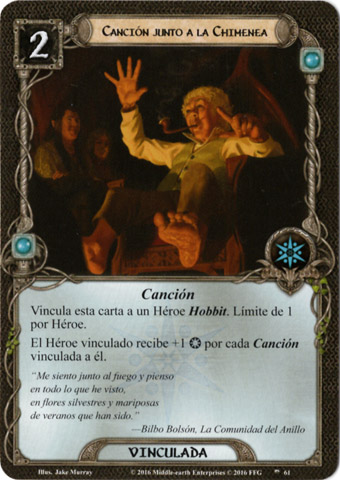 2
Canción junto a la Chimenea
Canción
Vincula esta carta a un Héroe Hobbit. Límite de 1
por Héroe.
El Héroe vinculado recibe +1 por cada Canción
vinculada a él.
“Me siento junto al fuego y pienso
en todo lo que he visto,
en flores silvestres y mariposas
de veranos que han sido.”
—Bilbo Bolsón, La Comunidad del Anillo
VINCULADA
Illus. Jake Murray
© 2016 Middle-earth Enterprises © 2016 FFG
61